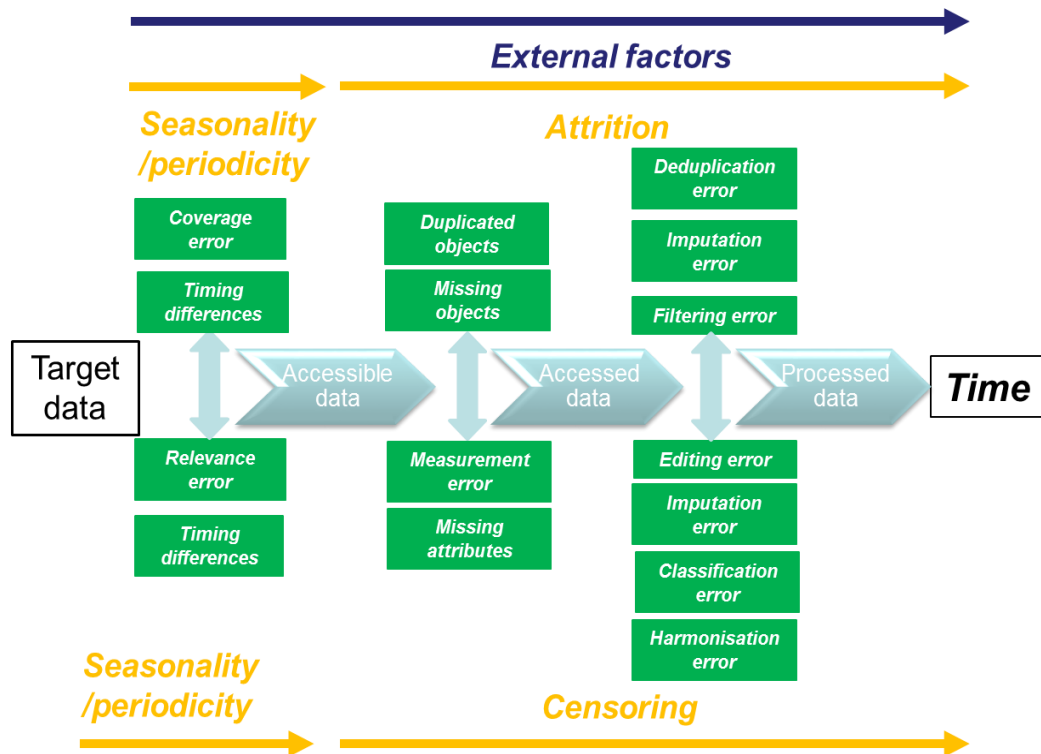 External factors
Seasonality
/periodicity
Attrition
Coverage
error
Timing
differences
Duplicated
objects
Missing
objects
Deduplication
error
Imputation
error
Filtering error
Target
data
Accessible
data
Accessed
data
Processed
data
Time
Relevance
error
Timing
differences
Measurement
error
Missing
attributes
Editing error
Imputation
error
Classification
error
Harmonisation
error
Seasonality
/periodicity
Censoring